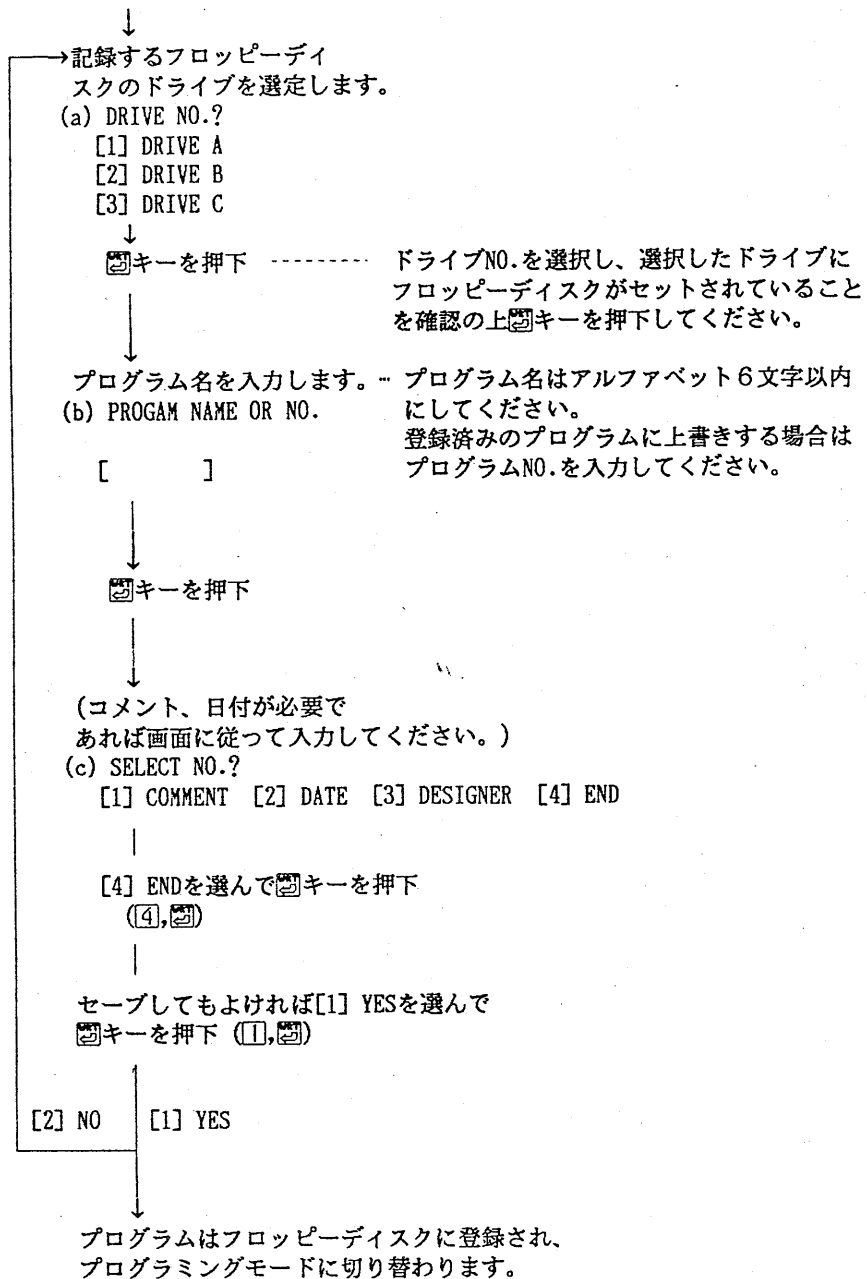 記録するフロッピーディ
スクのドライブを選定します。
(a) DRIVE NO.?
[1] DRIVE A
[2] DRIVE B
[3] DRIVE C
キーを押下 --------- ドライブNO.を選択し、選択したドライブに
フロッピーディスクがセットされていること
を確認の上キーを押下してください。
プログラム名を入力します。… プログラム名はアルファベット6文字以内
(b) PROGAM NAME OR NO. にしてください。
登録済みのプログラムに上書きする場合は
[ ] プログラムNO.を入力してください。
キーを押下
(コメント、日付が必要で
あれば画面に従って入力してください。)
(c) SELECT NO.?
[1] COMMENT [2] DATE [3] DESIGNER [4] END
[4] ENDを選んでキーを押下
(4,)
セーブしてもよければ[1] YESを選んで
キーを押下 (1,)
[2] NO [1] YES
プログラムはフロッピーディスクに登録され、
プログラミングモードに切り替わります。